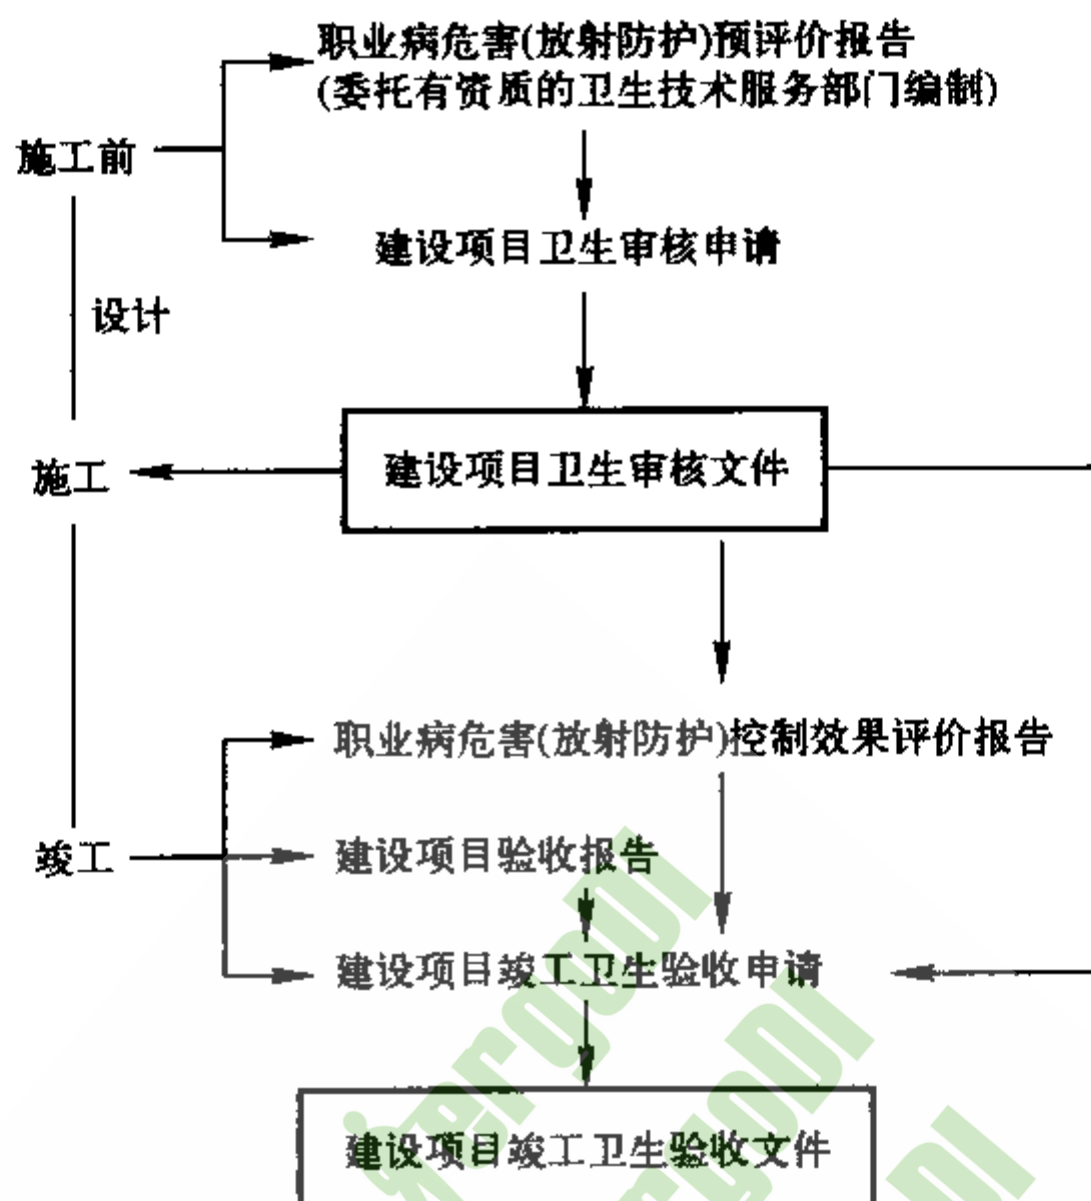 职业病危害(放射防护)预评价报告
(委托有资质的卫生技术服务部门编制)
施工前
建设项目卫生审核申请
设计
建设项目卫生审核文件
施工
职业病危害(放射防护)控制效果评价报告
竣工
建设项目验收报告
建设项目竣工卫生验收申请
建设项目竣工卫生验收文件